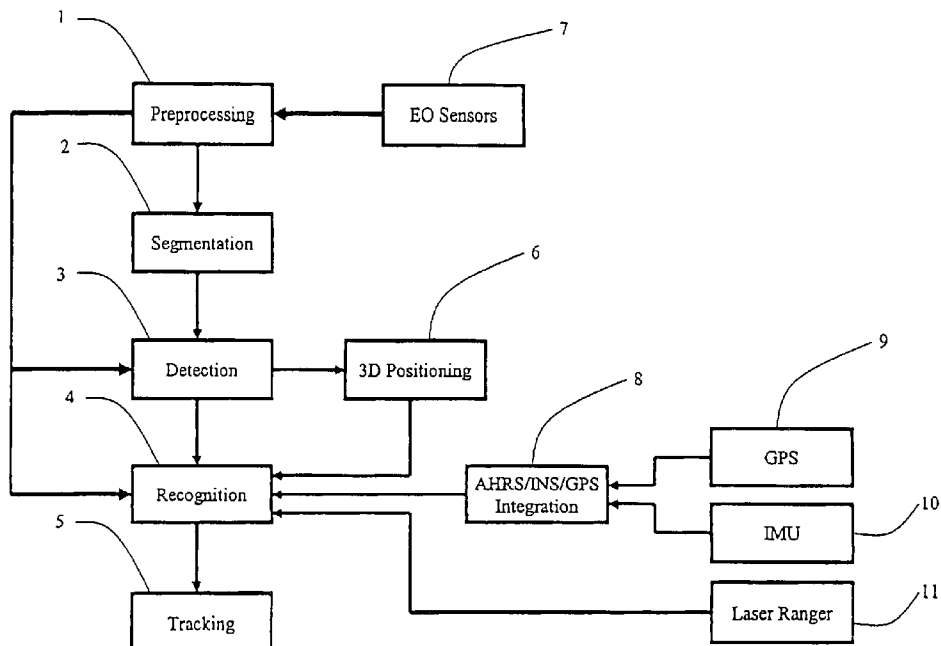 1
7
Preprocessing
EO Sensors
2
Segmentation
3
6
Detection
3D Positioning
9
4
8
GPS
Recognition
AHRS/INS/GPS
Integration
10
5
IMU
Tracking
Laser Ranger
11